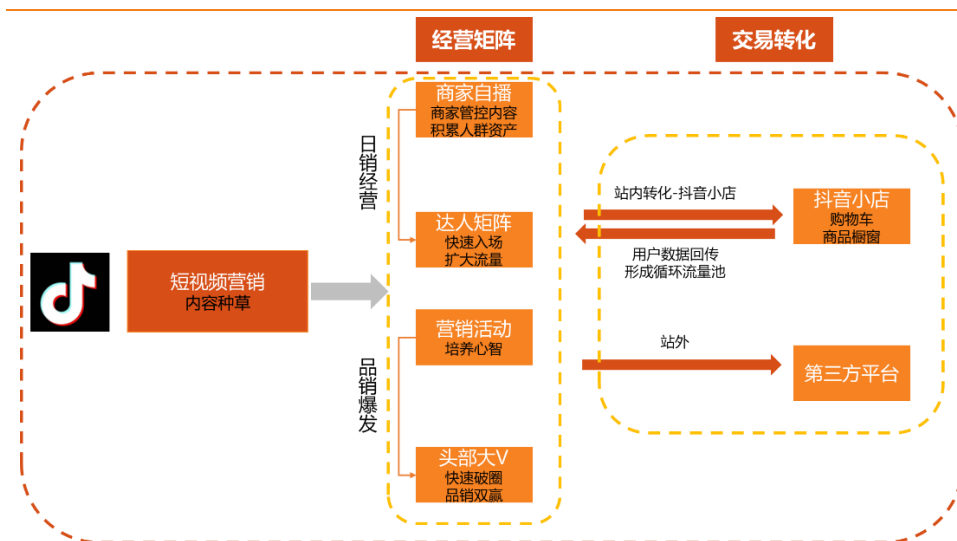 经营矩阵
交易转化
商家自播
商家管控内容
积累人群资产
日销经营
达人矩阵
快速入场
扩大流量
短视频营销
内容种草
营销活动
培养心智
品销爆发
头部大V
快速破圈
品销双赢
站内转化-抖音小店
用户数据回传
形成循环流量池
抖音小店
购物车
商品橱窗
站外
第三方平台